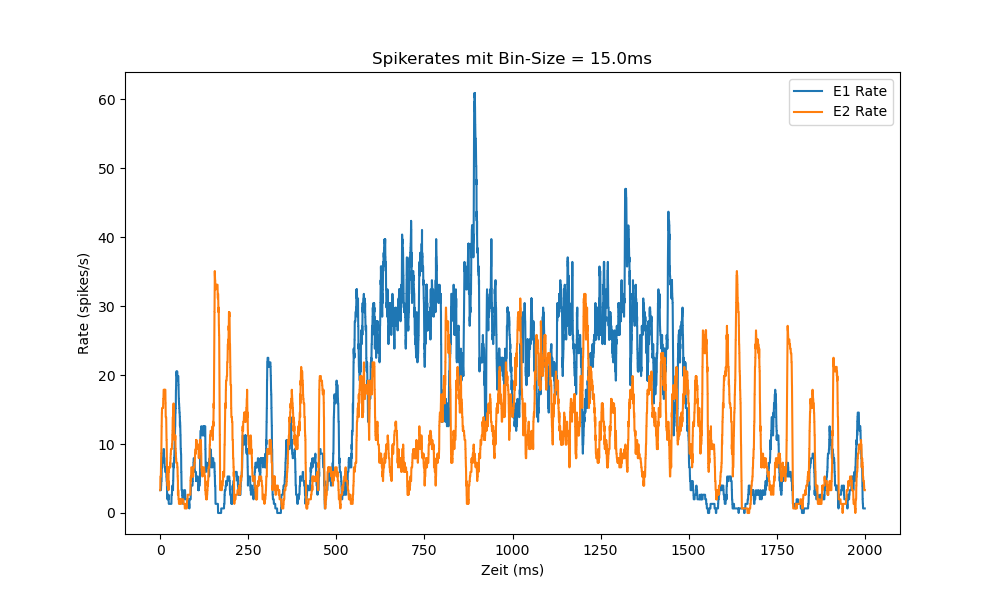 Spikerates mit Bin-Size = 15.0ms
E1 Rate
E2 Rate
Rate (spikes/s)
60
50
40
30
20
10
0
0 250 500 750 1000 1250 1500 1750 2000
Zeit (ms)